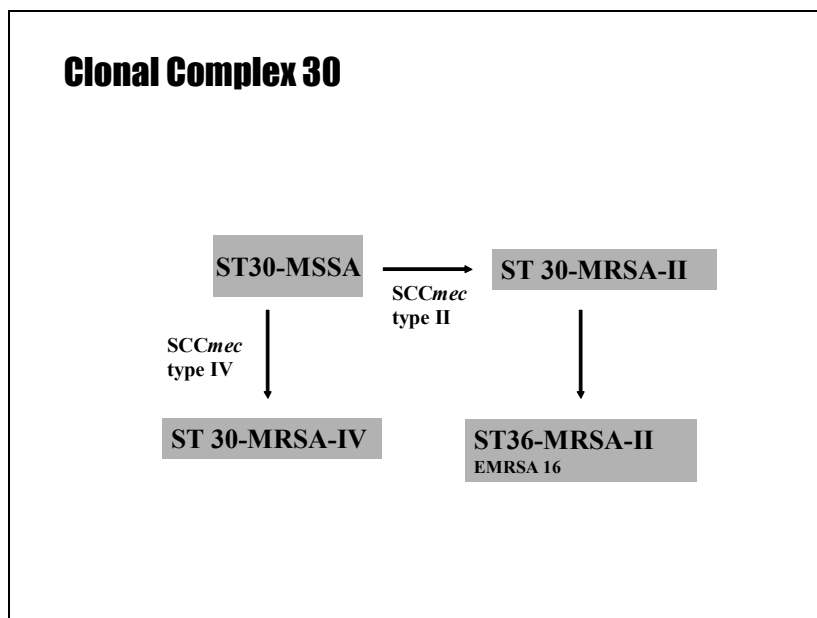 Clonal Complex 30
ST30-MSSA
ST 30-MRSA-II
SCCmec
type II
SCCmec
type IV
ST 30-MRSA-IV
ST36-MRSA-II
EMRSA 16